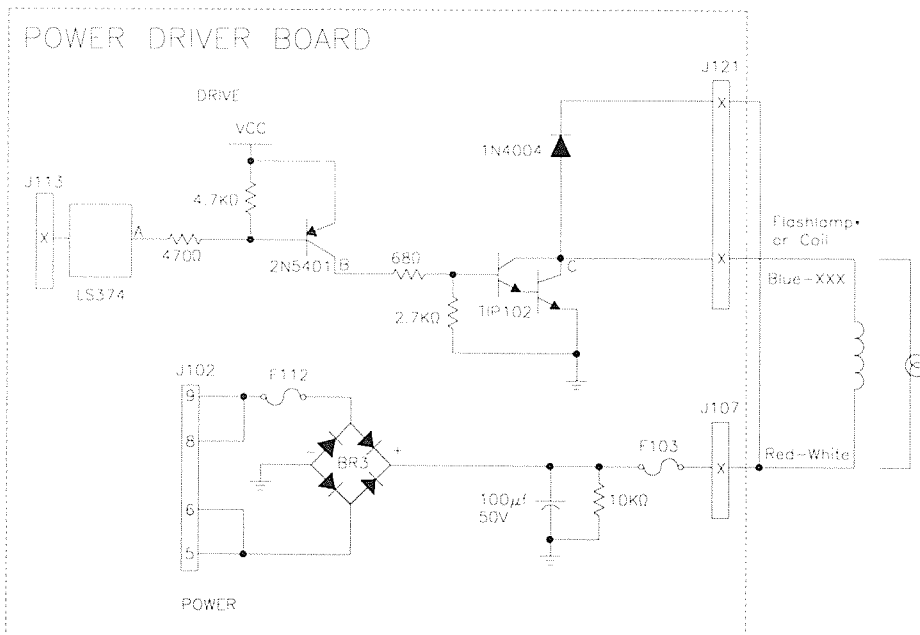 POWER DRIVER BOARD
J121
DRIVE
VCC
1N4004
J113
4.7KΩ
X
X
A
Flashlamp•
or Coil
470Ω
2N5401
B
68Ω
C
X
LS374
2.7KΩ
TIP102
Blue-XXX
J102
F112
9
J107
8
-
BR3
+
F103
X
Red-White
6
100µf
50V
10KΩ
5
POWER